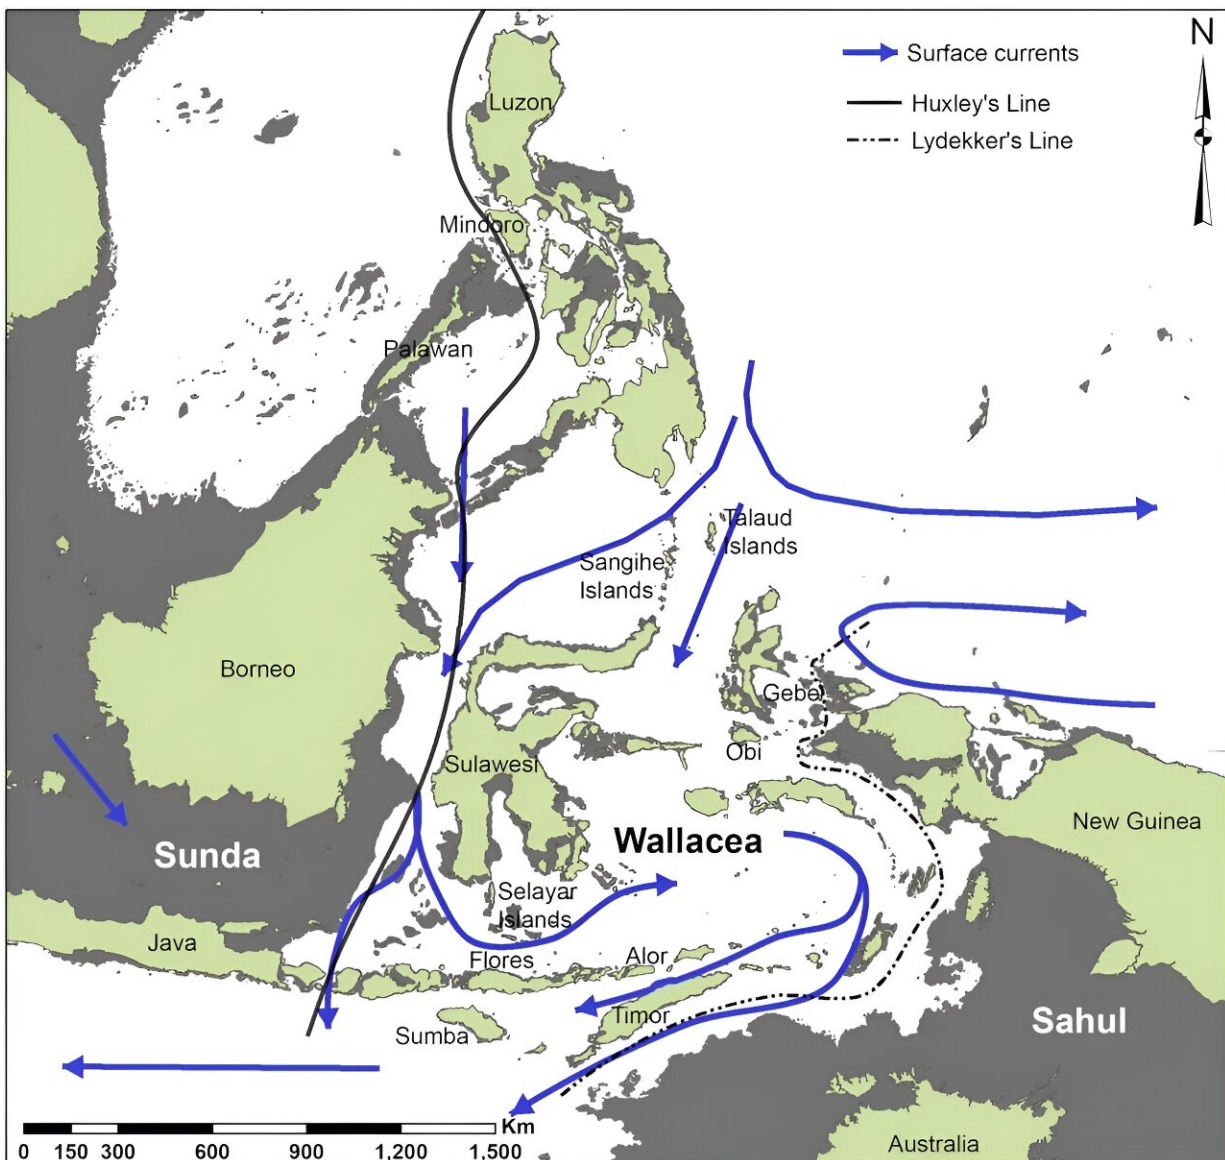 N
Surface currents
Huxley's Line
Lydekker's Line
Luzon
Mindoro
Palawan
Talaud
Islands
Sangihe
Islands
Borneo
Gebe
Obi
Sulawesi
New Guinea
Wallacea
Sunda
Selayar
Islands
Java
Flores
Alor
Timor
Sumba
Sahul
Km
0 150 300 600 900 1,200 1,500
Australia